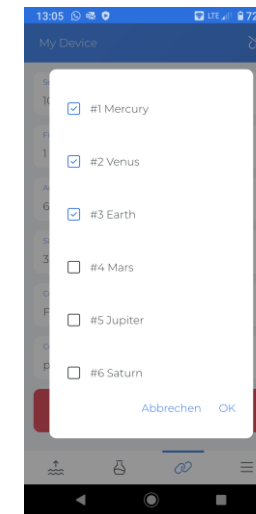 13:05 LTE 72
My Device
#1 Mercury
#2 Venus
#3 Earth
#4 Mars
#5 Jupiter
#6 Saturn
Abbrechen OK